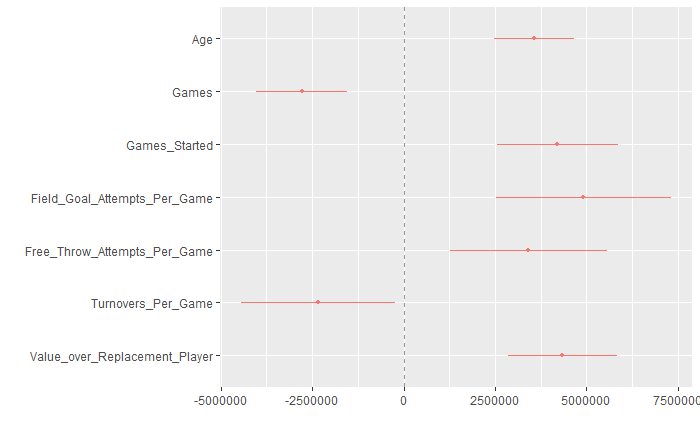 Age
Games
Games_Started
Field_Goal_Attempts_Per_Game
Free_Throw_Attempts_Per_Game
Turnovers_Per_Game
Value_over_Replacement_Player
-5000000 -2500000 0 2500000 5000000 7500000